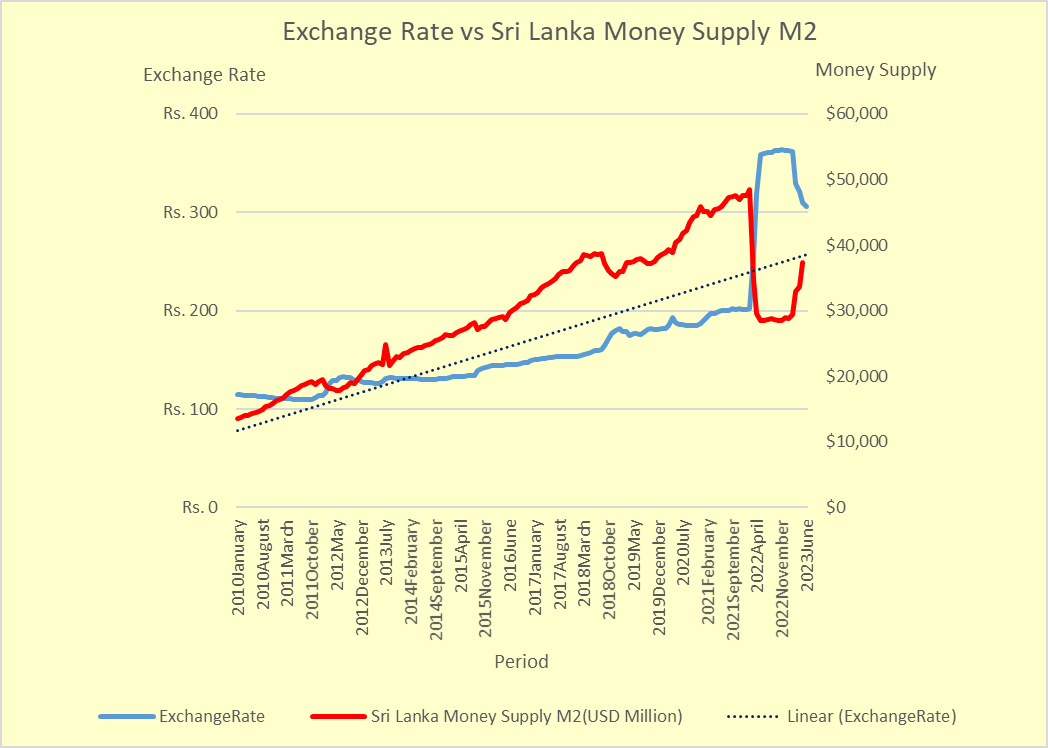 Exchange Rate vs Sri Lanka Money Supply M2
Exchange Rate
Money Supply
Rs. 400
$60,000
$50,000
Rs. 300
$40,000
Rs. 200
$30,000
$20,000
Rs. 100
$10,000
Rs. 0
$0
2010January
2010August
2011March
2011October
2012May
2012December
2013July
2014February
2014September
2015April
2015November
2016June
2017January
2017August
2018March
2018October
2019May
2019December
2020July
2021February
2021September
2022April
2022November
2023June
Period
ExchangeRate
Sri Lanka Money Supply M2(USD Million)
Linear (ExchangeRate)